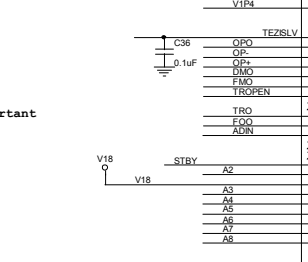 V1P4
TEZISLV
C36
OPO
OP-
0.1uF
OP+
DMO
FMO
TROPEN
rtant
TRO
FOO
ADIN
V18
STBY
A2
V18
A3
A4
A5
A6
A7
A8